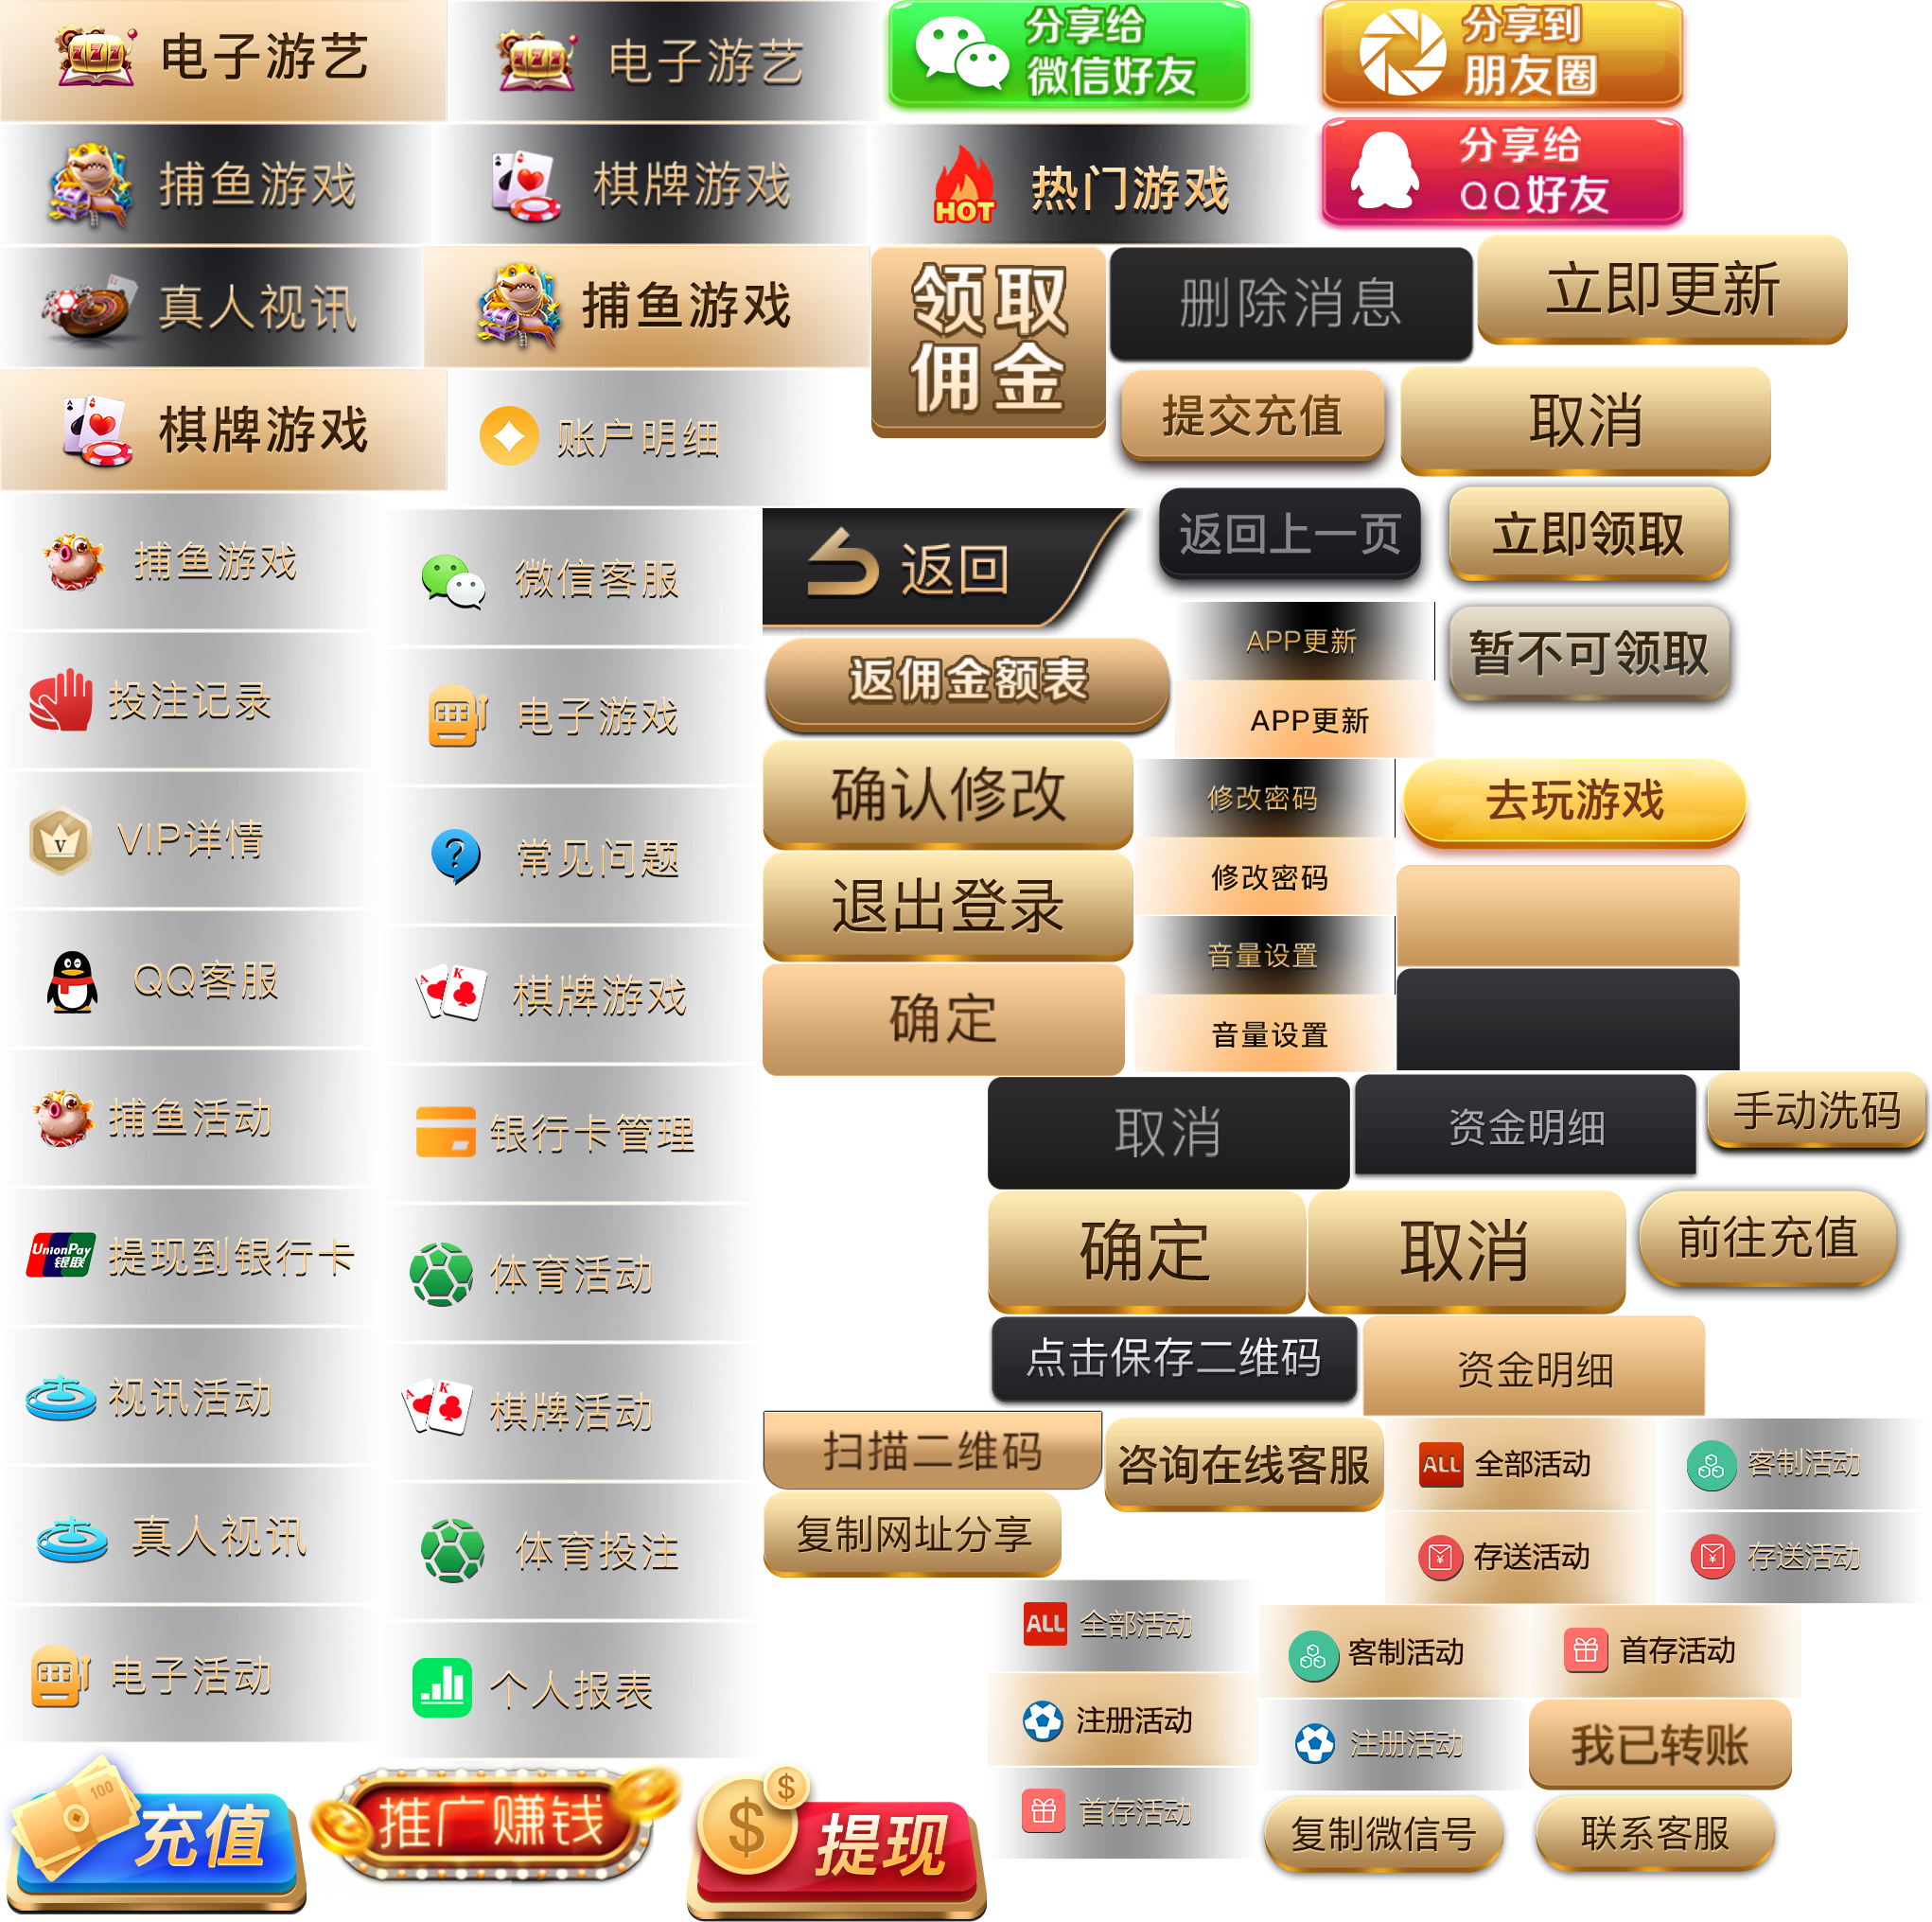 电子游艺
电子游艺
分享给
微信好友
分享到
朋友圈
捕鱼游戏
棋牌游戏
HOT
热门游戏
分享给
QQ好友
真人视讯
捕鱼游戏
领取
佣金
删除消息
立即更新
棋牌游戏
账户明细
提交充值
取消
捕鱼游戏
微信客服
返回
返回上一页
立即领取
投注记录
电子游戏
返佣金额表
APP更新
APP更新
暂不可领取
VIP详情
V
常见问题
?
确认修改
修改密码
修改密码
去玩游戏
退出登录
QQ客服
A
K
棋牌游戏
音量设置
音量设置
确定
捕鱼活动
银行卡管理
取消
资金明细
手动洗码
UnionPay
银联
提现到银行卡
体育活动
确定
取消
前往充值
视讯活动
A
K
棋牌活动
点击保存二维码
资金明细
扫描二维码
咨询在线客服
ALL
全部活动
客制活动
真人视讯
体育投注
复制网址分享
¥
存送活动
¥
存送活动
电子活动
个人报表
ALL
全部活动
客制活动
首存活动
注册活动
注册活动
我已转账
首存活动
复制微信号
联系客服
100
充值
推广赚钱
$
$
提现